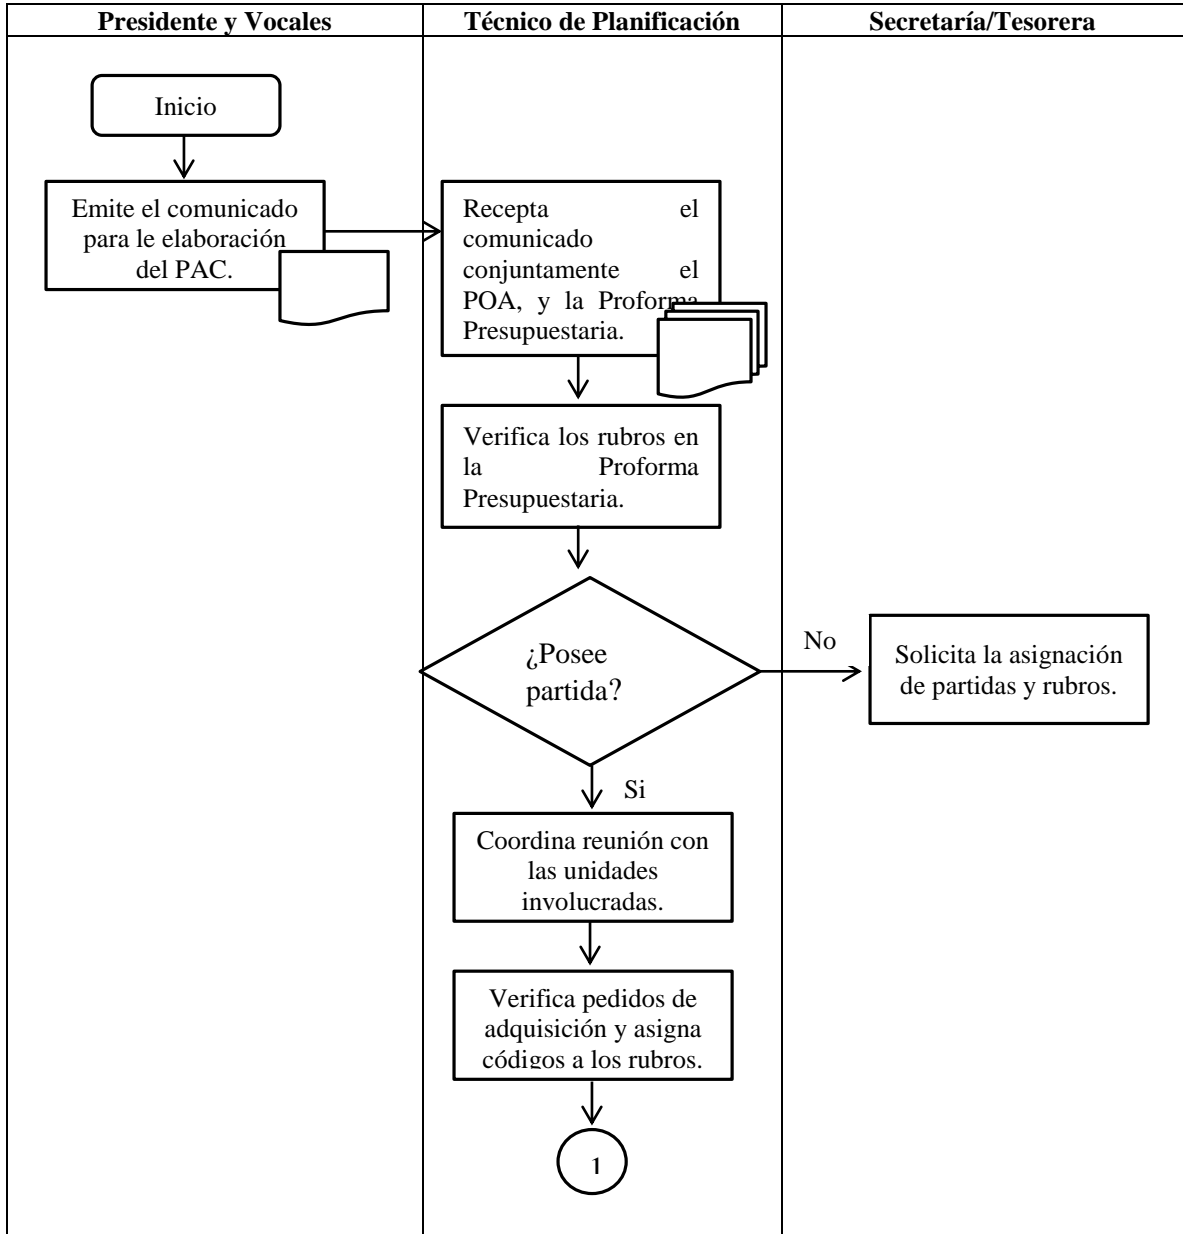 Presidente y Vocales
Técnico de Planificación
Secretaría/Tesorera
Inicio
Emite el comunicado
para le elaboración
del PAC.
Recepta el
comunicado
conjuntamente el
POA, y la Proforma
Presupuestaria.
Verifica los rubros en
la Proforma
Presupuestaria.
¿Posee
partida?
No
Solicita la asignación
de partidas y rubros.
Si
Coordina reunión con
las unidades
involucradas.
Verifica pedidos de
adquisición y asigna
códigos a los rubros.
1